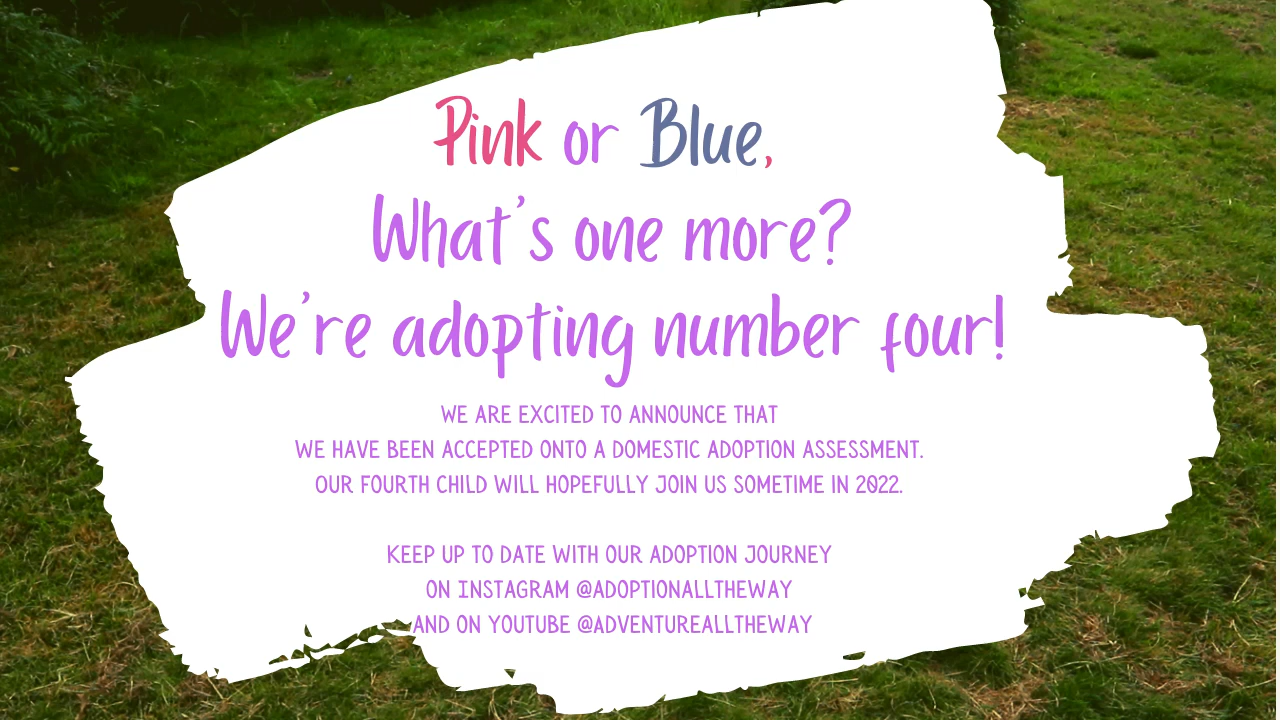 Pink or Blue,
What's one more?
We're adopting number four!
WE ARE EXCITED TO ANNOUNCE THAT
WE HAVE BEEN ACCEPTED ONTO A DOMESTIC ADOPTION ASSESSMENT.
OUR FOURTH CHILD WILL HOPEFULLY JOIN US SOMETIME IN 2022.
KEEP UP TO DATE WITH OUR ADOPTION JOURNEY
ON INSTAGRAM @ADOPTIONALLTHEWAY
AND ON YOUTUBE @ADVENTUREALLTHEWAY